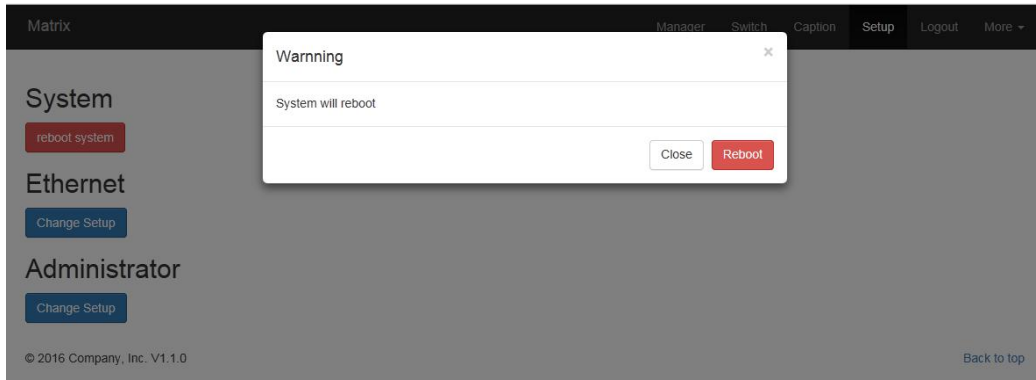 Matrix
Manager Switch Caption Setup Logout More
Warnning ×
System will reboot
Close Reboot
System
reboot system
Ethernet
Change Setup
Administrator
Change Setup
© 2016 Company, Inc. V1.1.0
Back to top